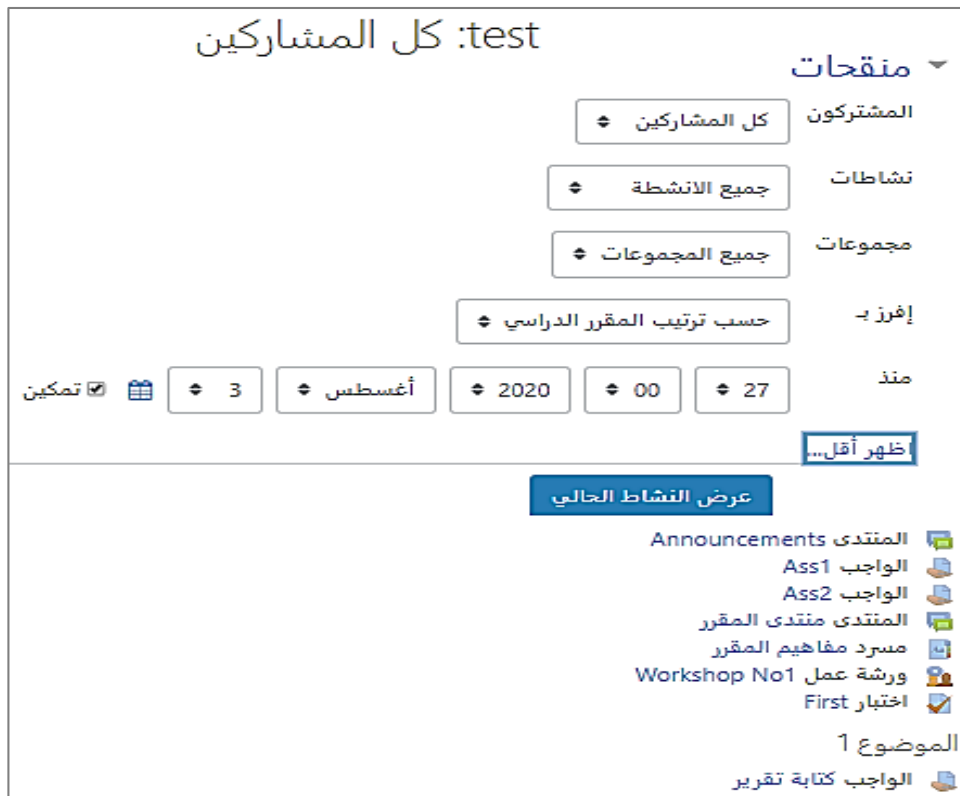 test: كل المشاركين
منقحات
المشتركون كل المشاركين
نشاطات جميع الانشطة
مجموعات جميع المجموعات
إفرز بـ حسب ترتيب المقرر الدراسي
منذ 27 00 2020 أغسطس 3 تمكين
اظهر أقل...
عرض النشاط الحالي
المنتدى Announcements
الواجب Ass1
الواجب Ass2
المنتدى منتدى المقرر
مسرد مفاهيم المقرر
ورشة عمل Workshop No1
اختبار First
الموضوع 1
الواجب كتابة تقرير